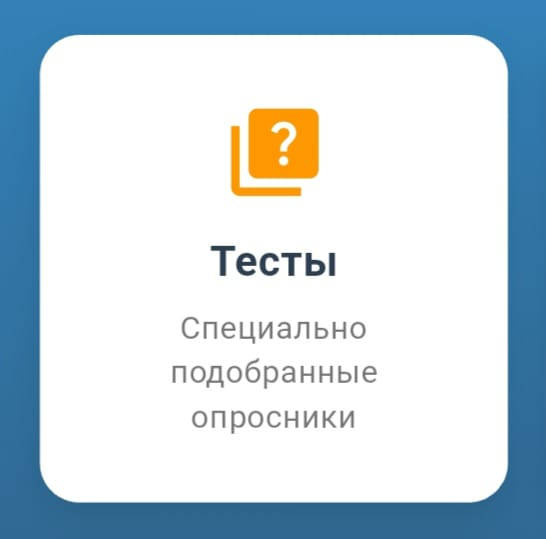 ?
Тесты
Специально
подобранные
опросники